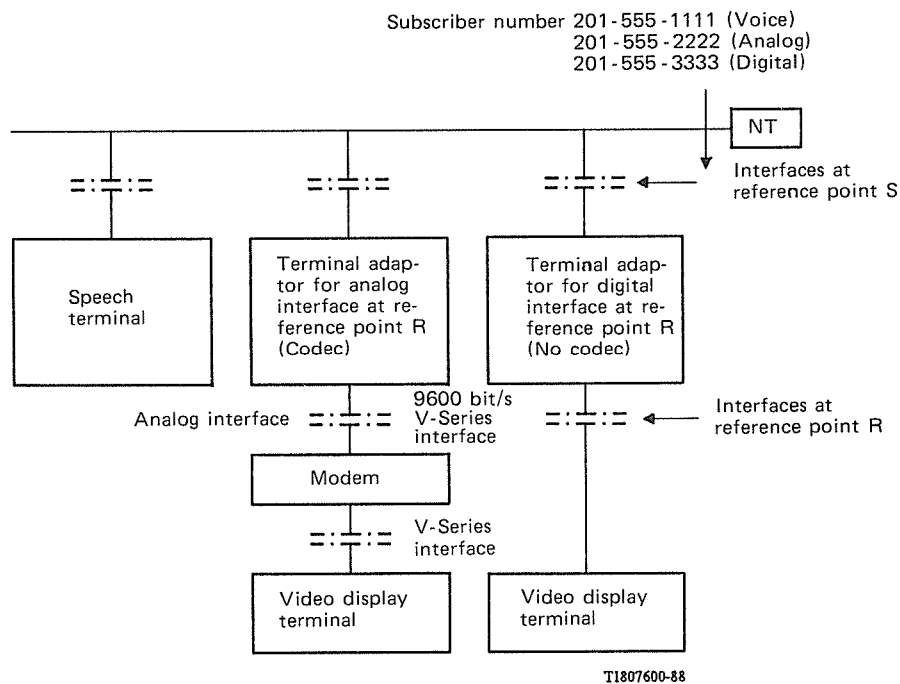 Subscriber number 201-555-1111 (Voice)
201-555-2222 (Analog)
201-555-3333 (Digital)
NT
Interfaces at
reference point S
Speech
terminal
Terminal adap-
tor for analog
interface at re-
ference point R
(Codec)
Terminal adap-
tor for digital
interface at re-
ference point R
(No codec)
Analog interface
9600 bit/s
V-Series
interface
Interfaces at
reference point R
Modem
V-Series
interface
Video display
terminal
Video display
terminal
T1807600-88